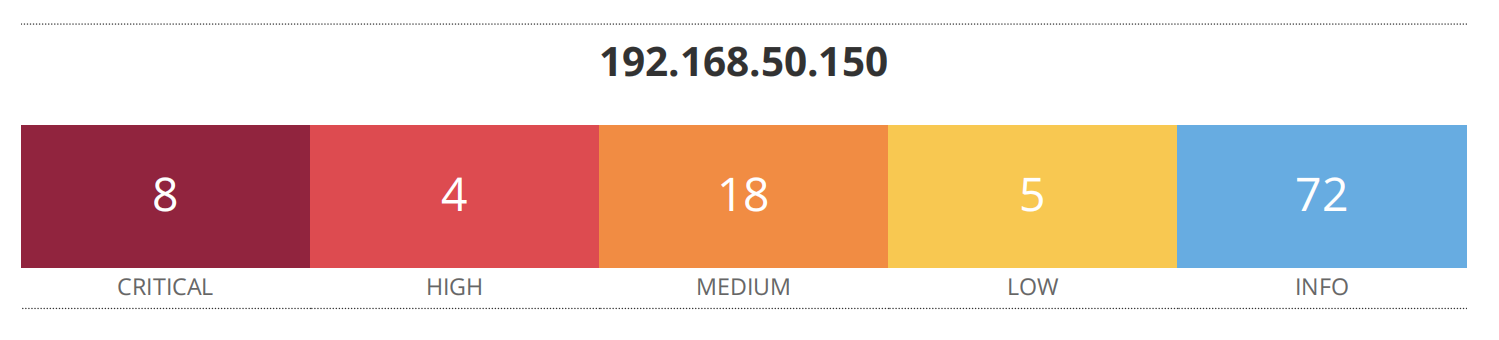 192.168.50.150
8 4 18 5 72
CRITICAL HIGH MEDIUM LOW INFO